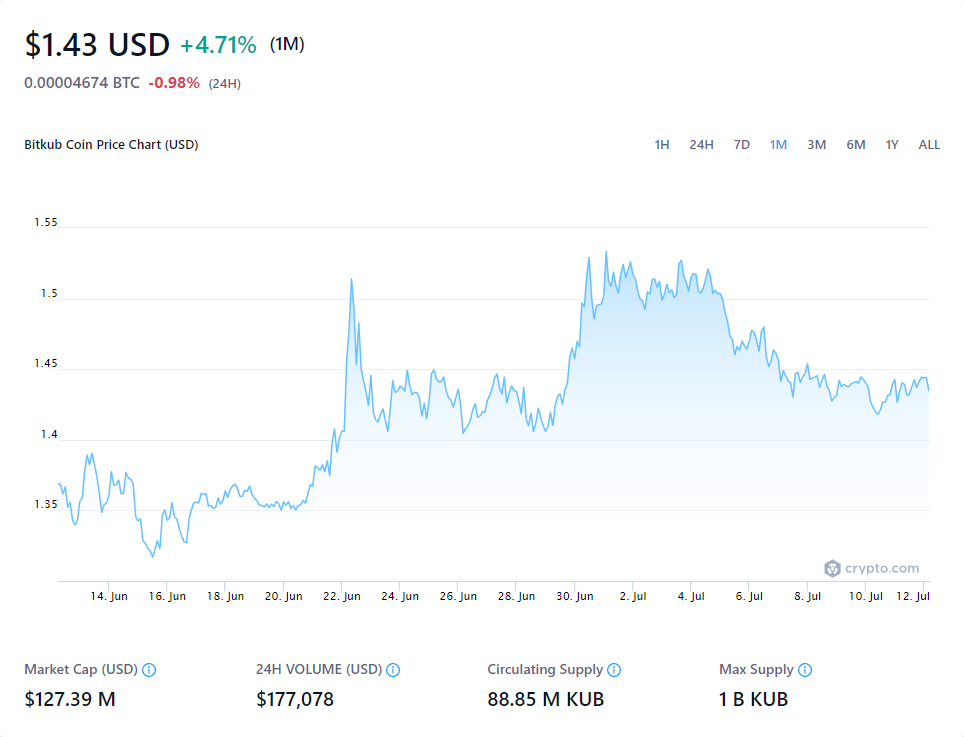 $1.43 USD +4.71% (1M)
0.00004674 BTC -0.98% (24H)
Bitkub Coin Price Chart (USD) 1H 24H 7D 1M 3M 6M 1Y ALL
1.55
1.5
1.45
1.4
1.35
crypto.com
14. Jun 16. Jun 18. Jun 20. Jun 22. Jun 24. Jun 26. Jun 28. Jun 30. Jun 2. Jul 4. Jul 6. Jul 8. Jul 10. Jul 12. Jul
Market Cap (USD) 24H VOLUME (USD) Circulating Supply Max Supply
$127.39 M $177,078 88.85 M KUB 1 B KUB